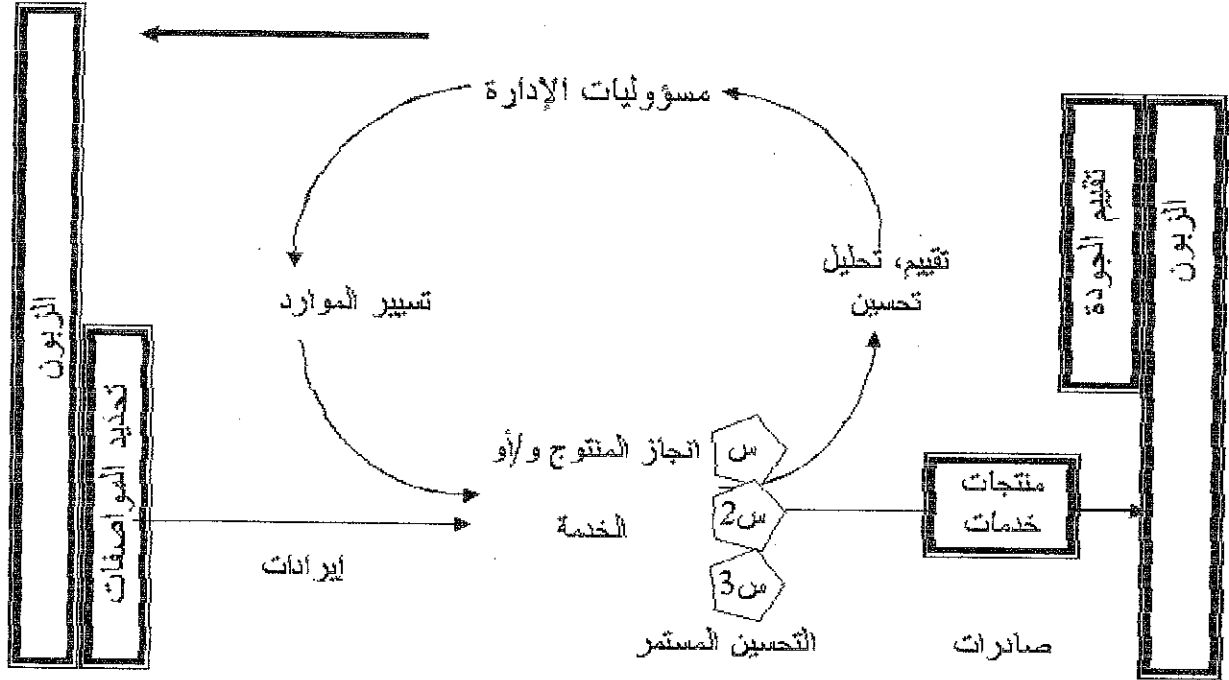 مسؤوليات الإدارة
تقييم الجودة
الزبون
تقييم، تحليل
تحسين
تسيير الموارد
الزبون
تحديد المواصفات
انجاز المنتوج و/أو
الخدمة
س
س2
س3
منتجات
خدمات
إيرادات
التحسين المستمر
صادرات